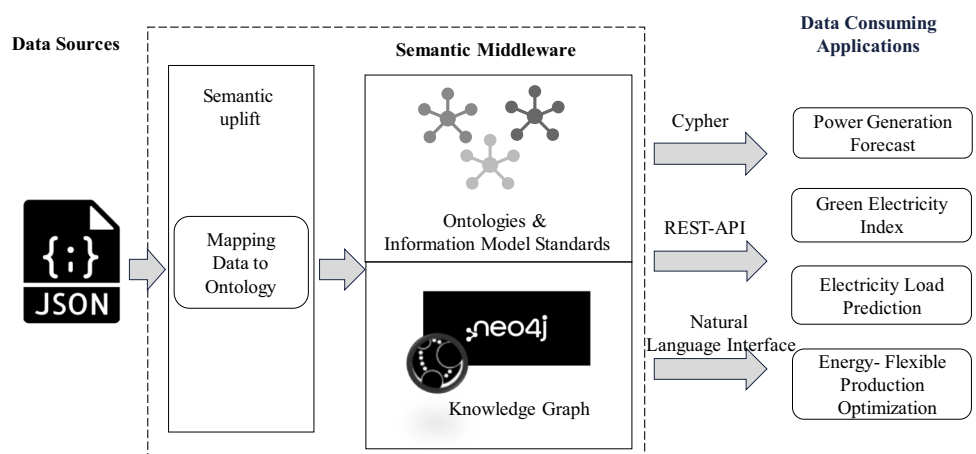 Data Sources
Semantic Middleware
Data Consuming
Applications
Semantic
uplift
Mapping
Data to
Ontology
{;}
JSON
Ontologies &
Information Model Standards
neo4j
Knowledge Graph
Cypher
REST-API
Natural
Language Interface
Power Generation
Forecast
Green Electricity
Index
Electricity Load
Prediction
Energy- Flexible
Production
Optimization